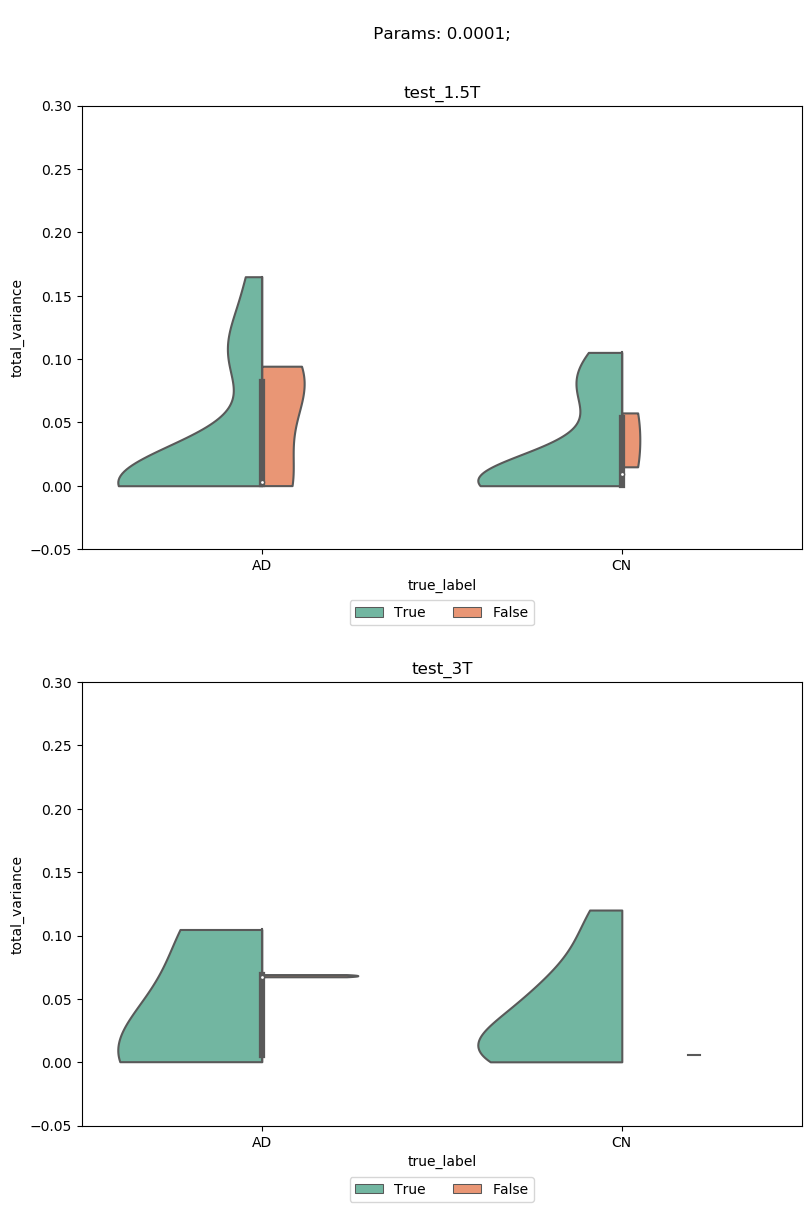 Params: 0.0001;
test_1.5T
0.30
0.25
0.20
0.15
0.10
0.05
0.00
−0.05
total_variance
AD CN
true_label
True False
test_3T
0.30
0.25
0.20
0.15
0.10
0.05
0.00
−0.05
total_variance
AD CN
true_label
True False